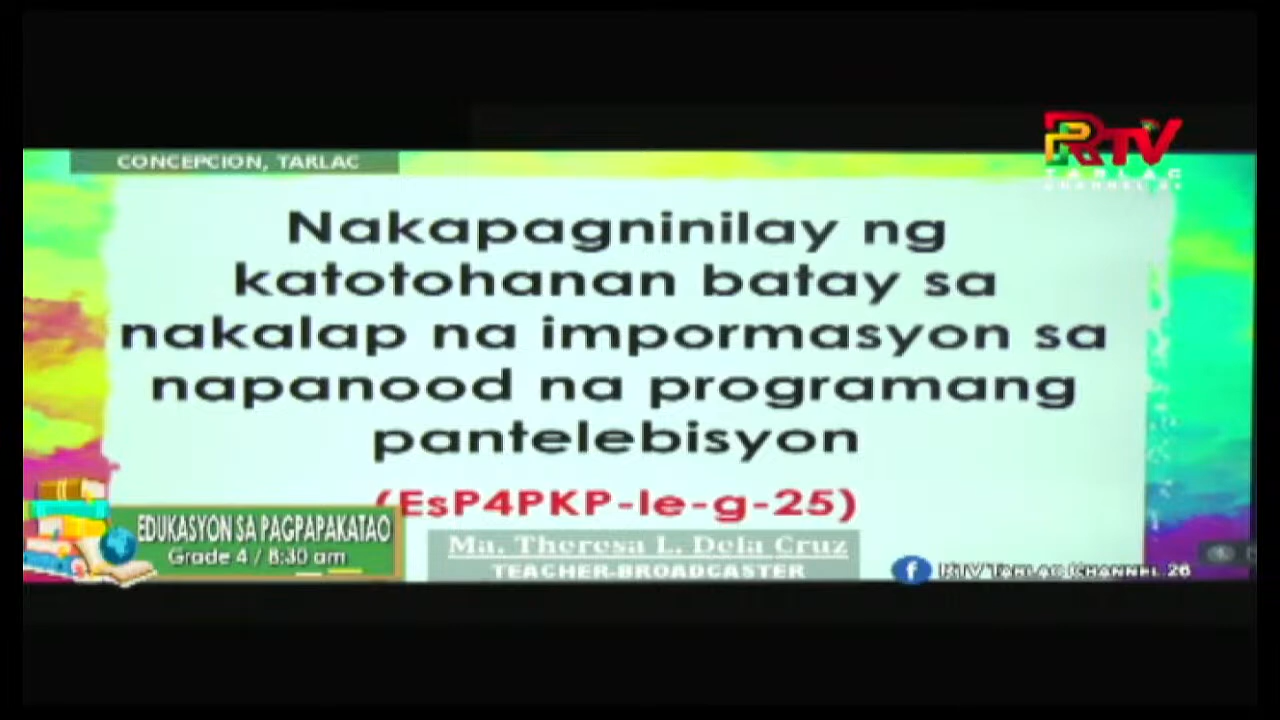 CONCEPCION, TARLAC
RTV
TARLAC
CHANNEL 26
Nakapagninilay ng
katotohanan batay sa
nakalap na impormasyon sa
napanood na programang
pantelebisyon
(EsP4PKP-Ie-g-25)
EDUKASYON SA PAGPAPAKATAO
Grade 4 / 8:30 am
Ma. Theresa L. Dela Cruz
TEACHER-BROADCASTER
RTV TARLAC CHANNEL 26